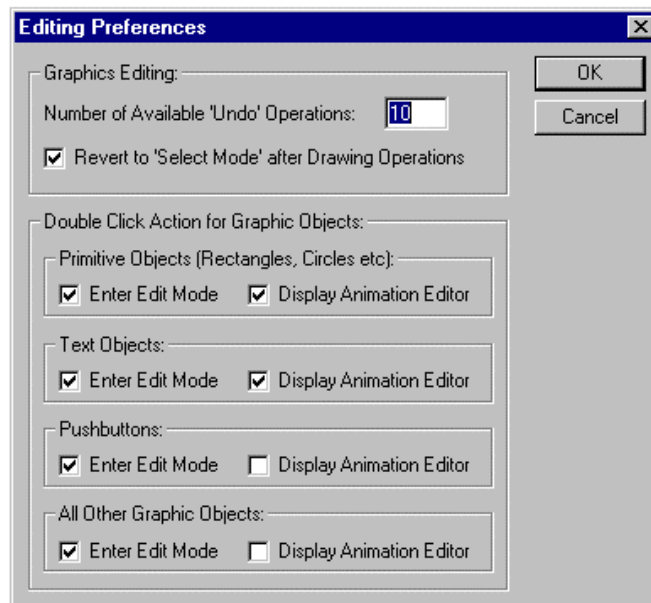 Editing Preferences
Graphics Editing:
Number of Available 'Undo' Operations: 10
Revert to 'Select Mode' after Drawing Operations
OK
Cancel
Double Click Action for Graphic Objects:
Primitive Objects (Rectangles, Circles etc):
Enter Edit Mode Display Animation Editor
Text Objects:
Enter Edit Mode Display Animation Editor
Pushbuttons:
Enter Edit Mode Display Animation Editor
All Other Graphic Objects:
Enter Edit Mode Display Animation Editor